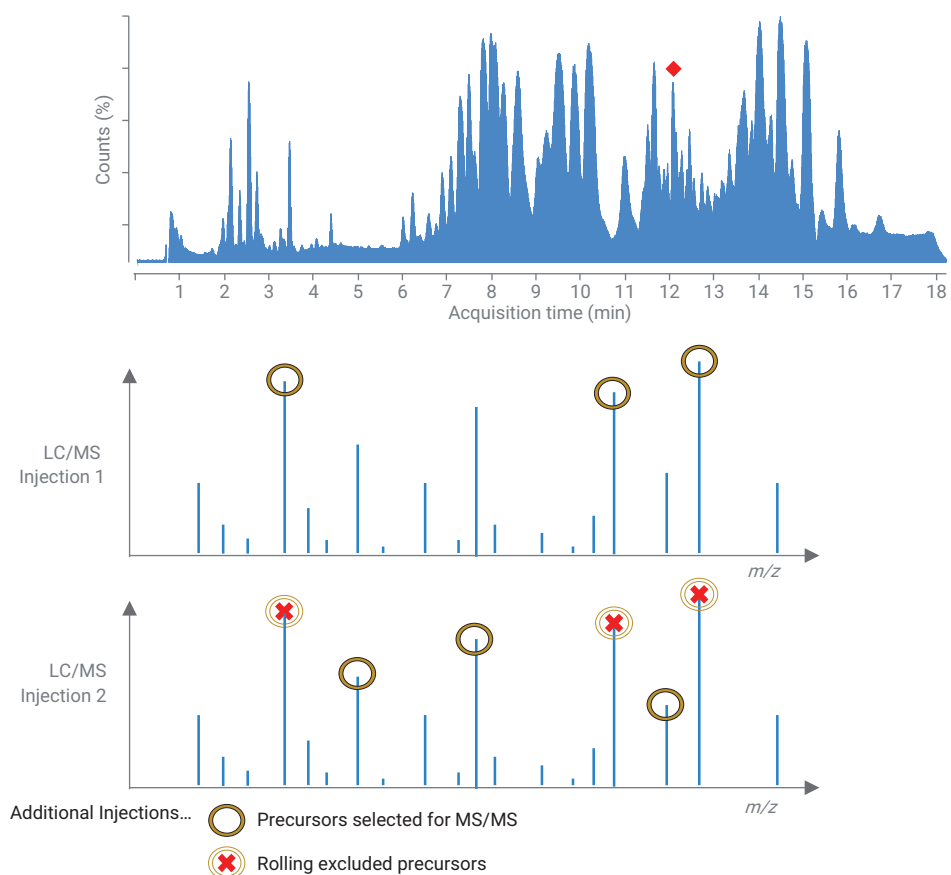 Counts (%)
1 2 3 4 5 6 7 8 9 10 11 12 13 14 15 16 17 18
Acquisition time (min)
LC/MS
Injection 1
m/z
LC/MS
Injection 2
m/z
Additional Injections...
Precursors selected for MS/MS
Rolling excluded precursors